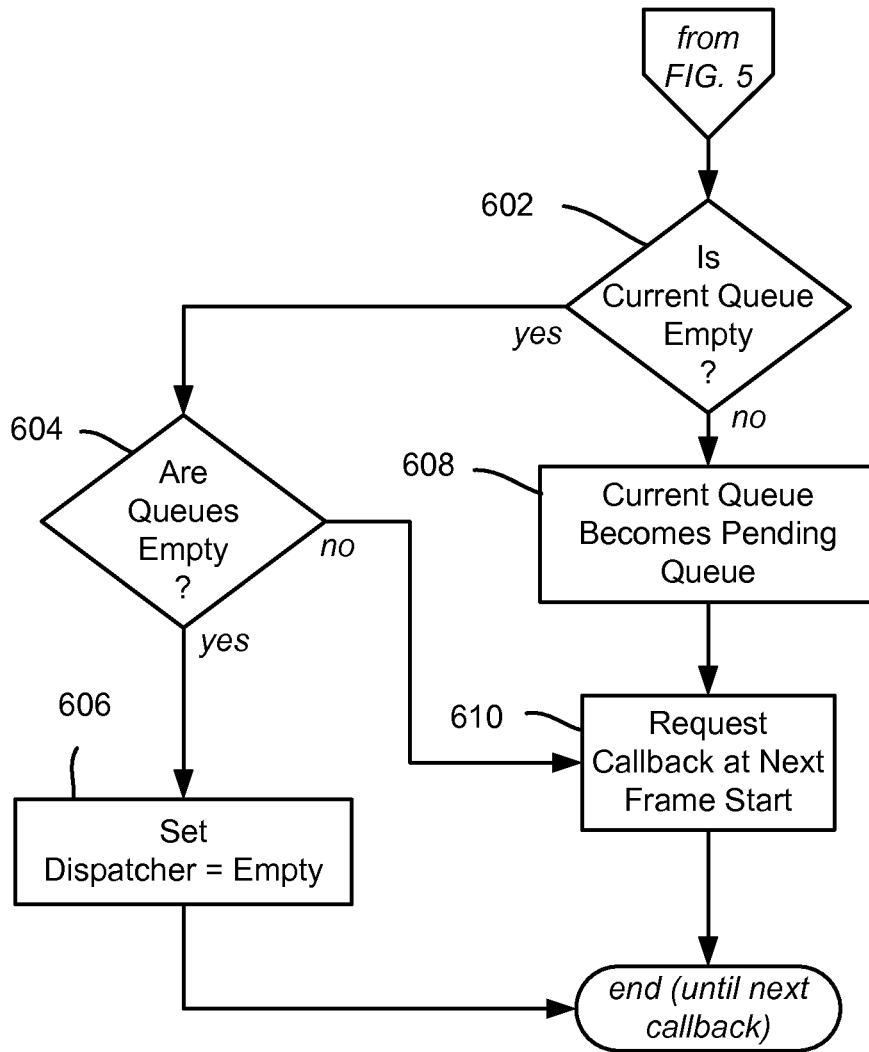 from
FIG. 5
602
Is
Current Queue
Empty
?
yes
no
604
Are
Queues
Empty
?
no
yes
608
Current Queue
Becomes Pending
Queue
606
Set
Dispatcher = Empty
610
Request
Callback at Next
Frame Start
end (until next
callback)